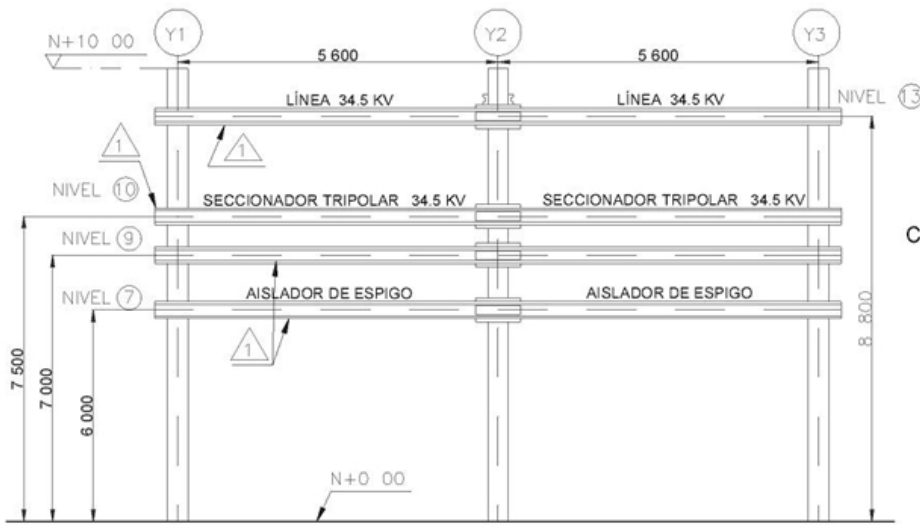 Y1 Y2 Y3
N+10 00
5 600 5 600
LÍNEA 34.5 KV LÍNEA 34.5 KV
NIVEL 13
1 1
NIVEL 10
SECCIONADOR TRIPOLAR 34.5 KV SECCIONADOR TRIPOLAR 34.5 KV
NIVEL 9
C
NIVEL 7
AISLADOR DE ESPIGO AISLADOR DE ESPIGO
1
7 500
7 000
6 000
8 800
N+0 00